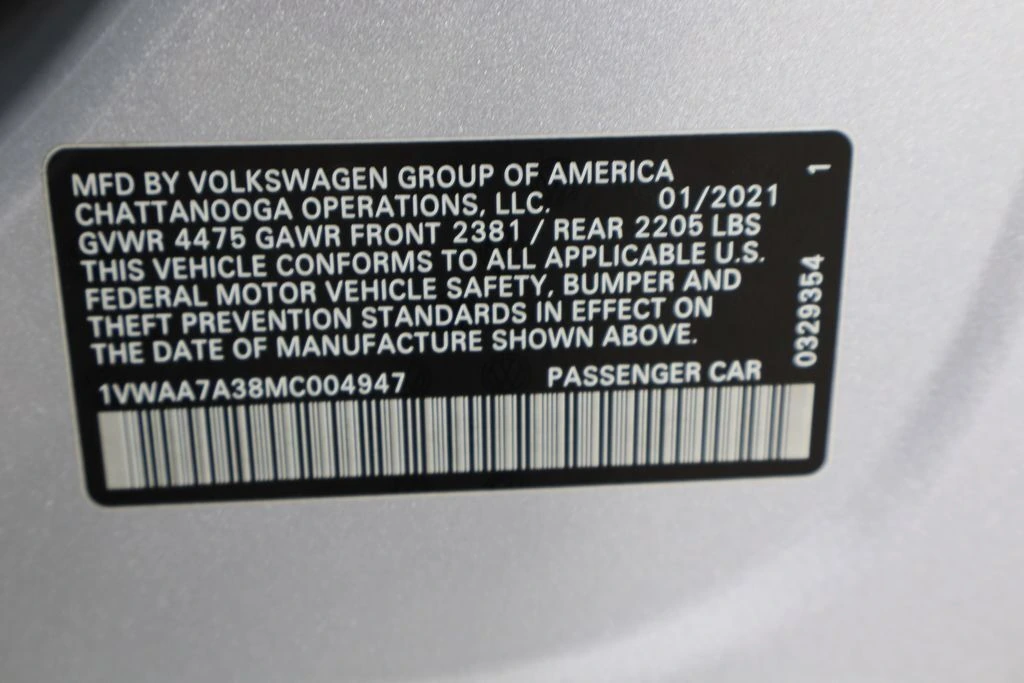 MFD BY VOLKSWAGEN GROUP OF AMERICA
CHATTANOOGA OPERATIONS, LLC. 01/2021
GVWR 4475 GAWR FRONT 2381 / REAR 2205 LBS
THIS VEHICLE CONFORMS TO ALL APPLICABLE U.S.
FEDERAL MOTOR VEHICLE SAFETY, BUMPER AND
THEFT PREVENTION STANDARDS IN EFFECT ON
THE DATE OF MANUFACTURE SHOWN ABOVE.
1VWAA7A38MC004947 PASSENGER CAR
0329354 1